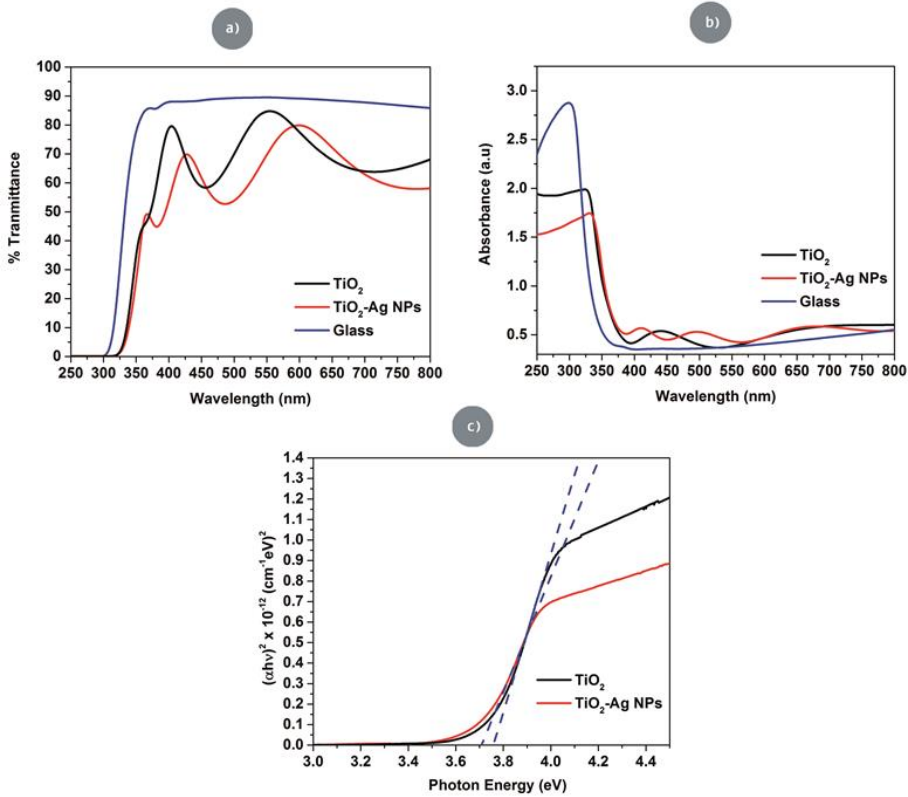 a)
100
90
80
70
60
50
40
30
20
10
0
% Tranmittance
TiO₂
TiO₂-Ag NPs
Glass
250 300 350 400 450 500 550 600 650 700 750 800
Wavelength (nm)
b)
3.0
2.5
2.0
1.5
1.0
0.5
Absorbance (a.u)
TiO₂
TiO₂-Ag NPs
Glass
250 300 350 400 450 500 550 600 650 700 750 800
Wavelength (nm)
c)
1.4
1.3
1.2
1.1
1.0
0.9
0.8
0.7
0.6
0.5
0.4
0.3
0.2
0.1
0.0
(αhν)² x 10⁻¹² (cm⁻¹eV)²
TiO₂
TiO₂-Ag NPs
3.0 3.2 3.4 3.6 3.8 4.0 4.2 4.4
Photon Energy (eV)